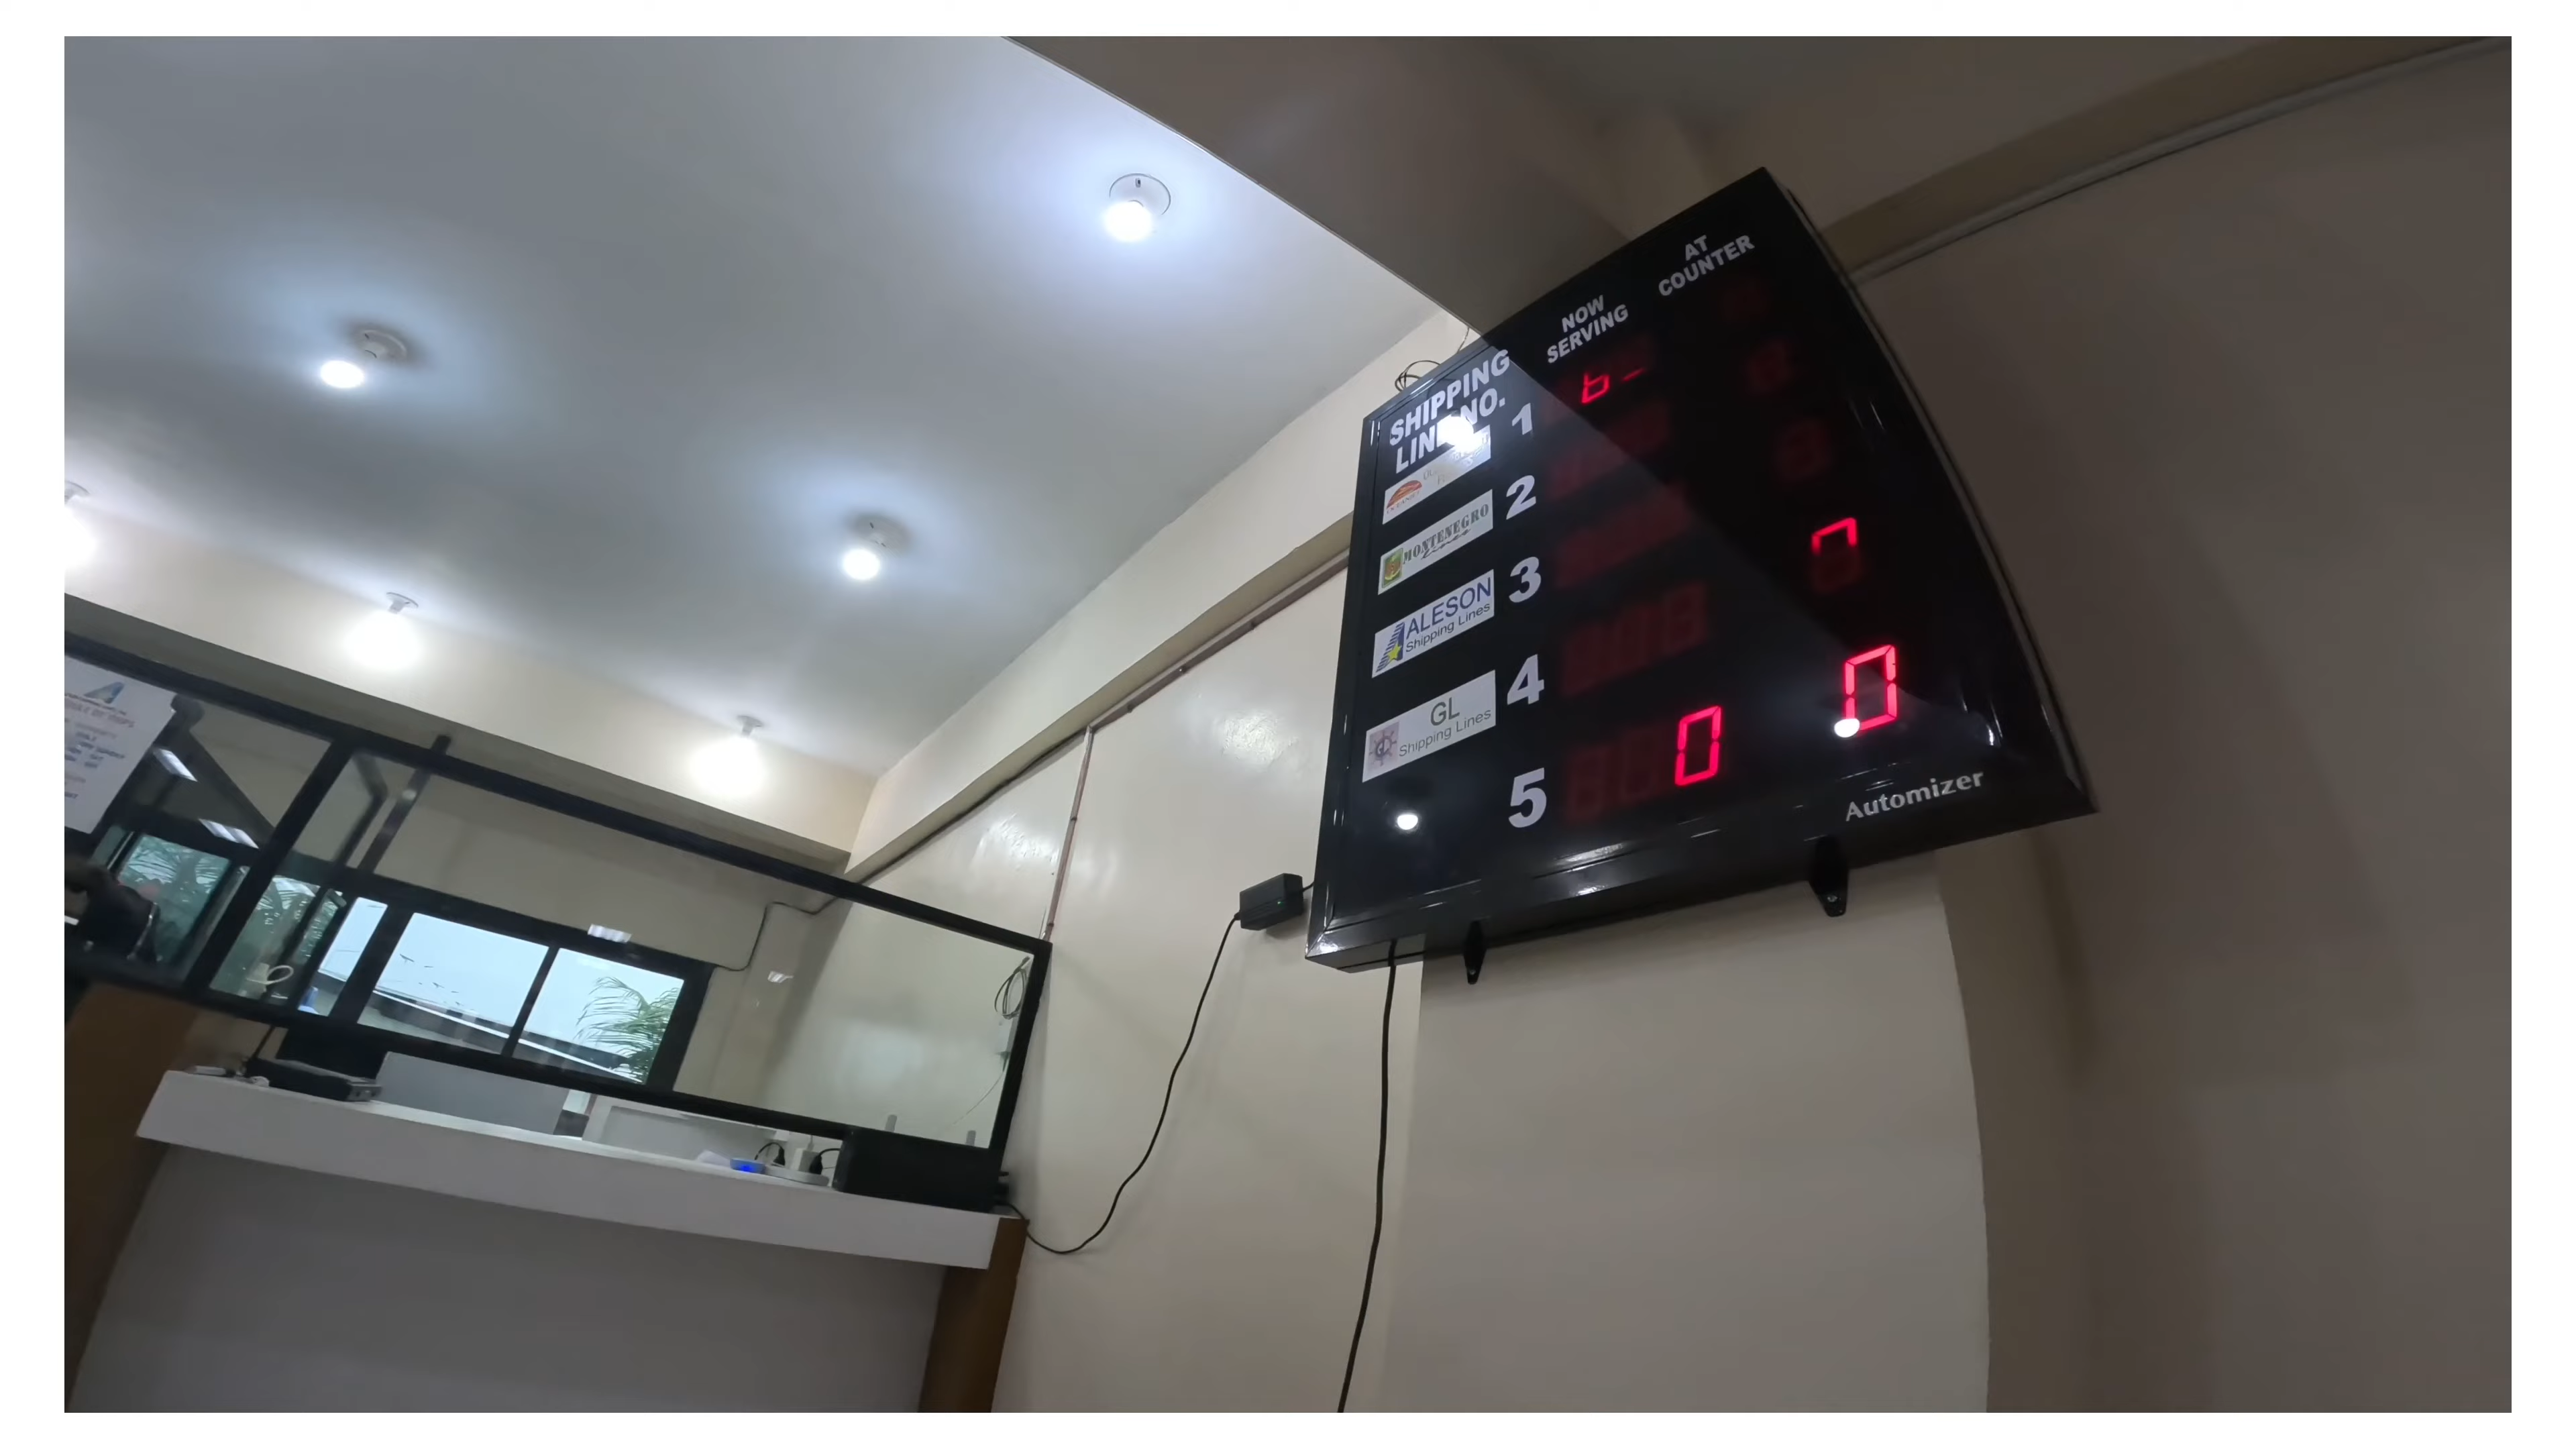 AT
COUNTER
NOW
SERVING
SHIPPING
NO.
1
2
MONTENEGRO
Lines
3
ALESON
Shipping Lines
4
GL
Shipping Lines
5
0
0
Automizer